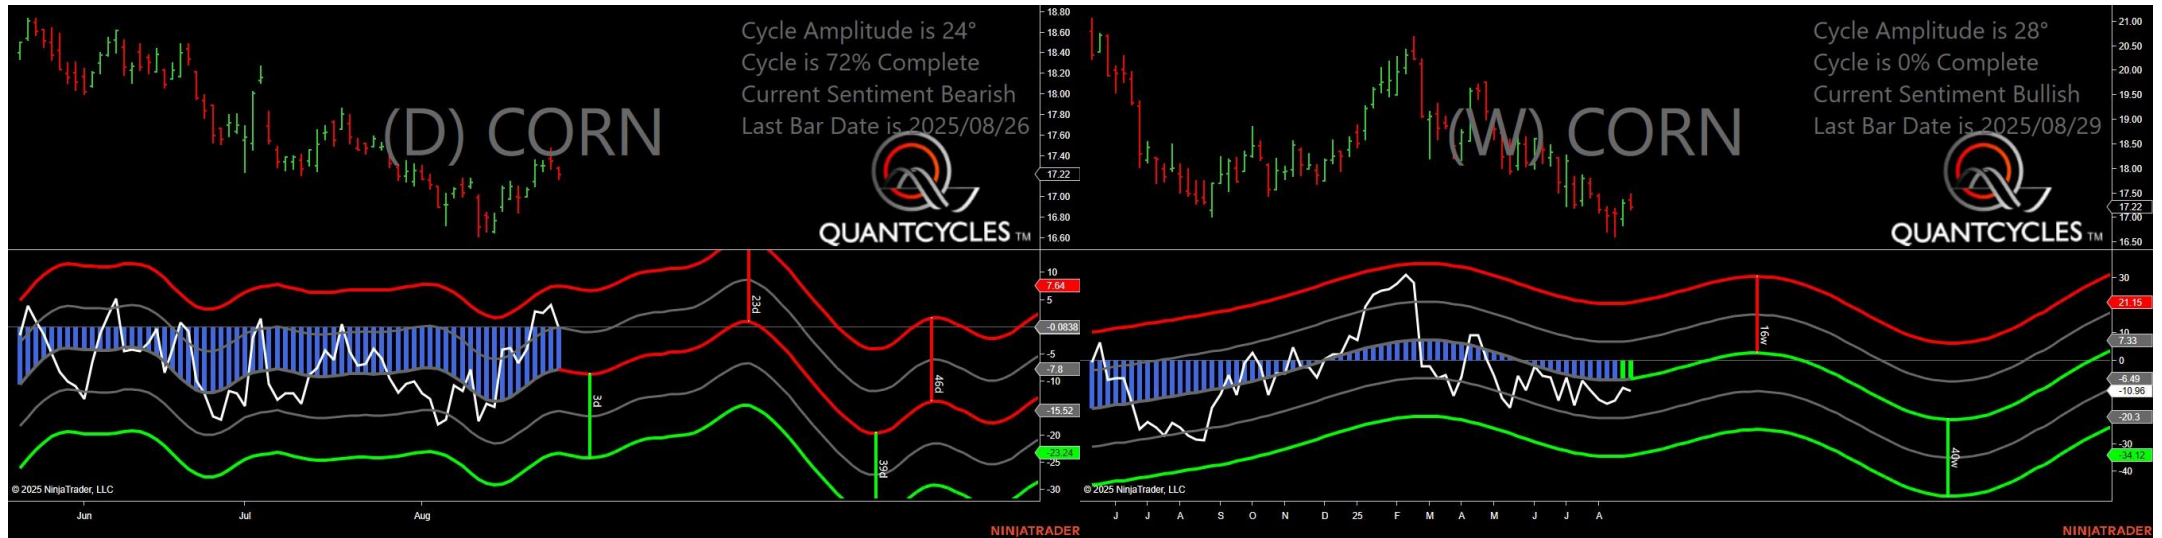 Cycle Amplitude is 24°
Cycle is 72% Complete
Current Sentiment Bearish
Last Bar Date is 2025/08/26
(D) CORN
QUANTCYCLES TM
18.80
18.60
18.40
18.20
18.00
17.80
17.60
17.40
17.22
17.00
16.80
16.60
10
7.64
5
-0.0838
-5
-7.8
-10
-15.52
-20
-23.24
-25
-30
3d
23d
39d
46d
© 2025 NinjaTrader, LLC
Jun Jul Aug
NINJATRADER
Cycle Amplitude is 28°
Cycle is 0% Complete
Current Sentiment Bullish
Last Bar Date is 2025/08/29
(W) CORN
QUANTCYCLES TM
21.00
20.50
20.00
19.50
19.00
18.50
18.00
17.50
17.22
17.00
16.50
30
21.15
10
7.33
0
-6.49
-10.96
-20.3
-30
-34.12
-40
16w
40w
© 2025 NinjaTrader, LLC
J J A S O N D 25 F M A M J J A
NINJATRADER